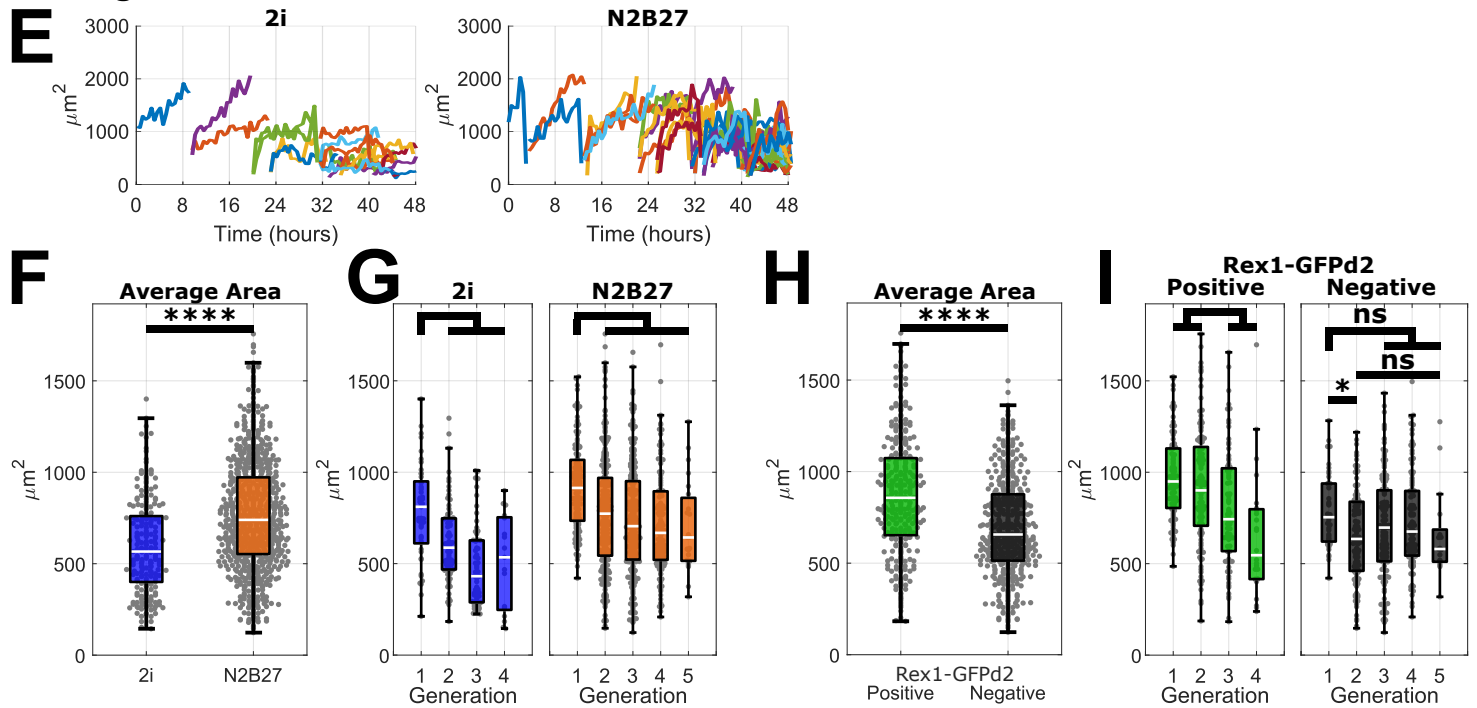 E
2i
N2B27
3000
2000
1000
0
μm2
0 8 16 24 32 40 48
Time (hours)
3000
2000
1000
0
μm2
0 8 16 24 32 40 48
Time (hours)
F
Average Area
****
1500
1000
500
0
μm2
2i N2B27
G
2i
N2B27
1500
1000
500
0
μm2
1 2 3 4
Generation
1 2 3 4 5
Generation
H
Average Area
****
1500
1000
500
0
μm2
Rex1-GFPd2
Positive Negative
I
Rex1-GFPd2
Positive Negative
ns
ns
*
1500
1000
500
0
μm2
1 2 3 4
Generation
1 2 3 4 5
Generation